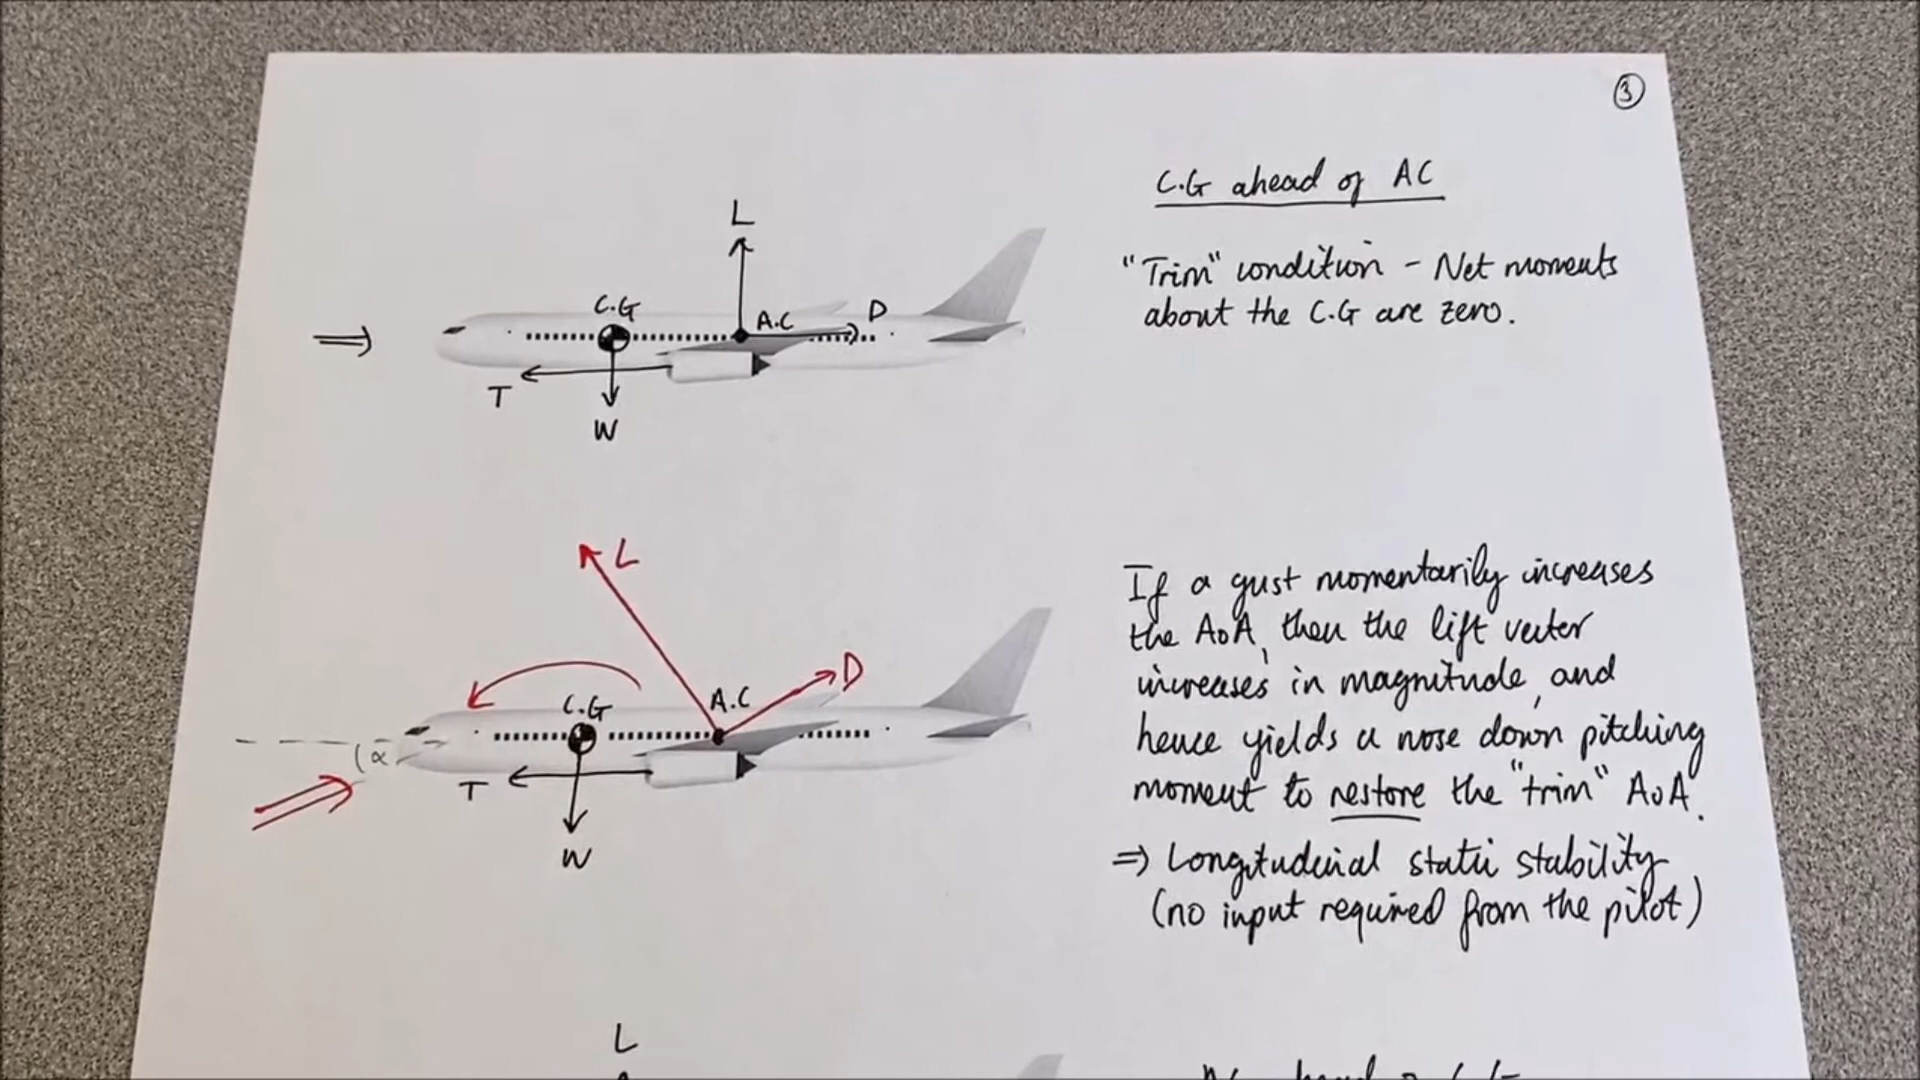 3
C.G ahead of AC
"Trim" condition - Net moments
about the C.G are zero.
L
C.G
A.C
D
T
W
If a gust momentarily increases
the AoA, then the lift vector
increases in magnitude, and
hence yields a nose down pitching
moment to restore the "trim" AoA.
⇒ Longitudinal static stability
(no input required from the pilot)
L
D
A.C
C.G
α
T
W
L